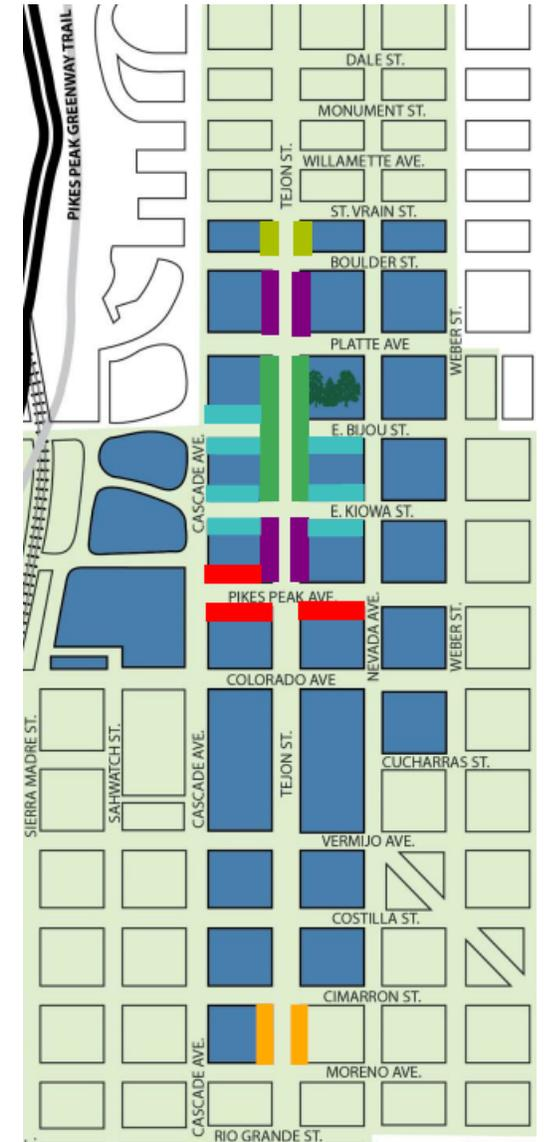 PIKES PEAK GREENWAY TRAIL
DALE ST.
MONUMENT ST.
WILLAMETTE AVE.
TEJON ST.
ST. VRAIN ST.
BOULDER ST.
PLATTE AVE
WEBER ST.
E. BIJOU ST.
CASCADE AVE.
E. KIOWA ST.
PIKES PEAK AVE.
NEVADA AVE.
WEBER ST.
COLORADO AVE
SIERRA MADRE ST.
SAHWATCH ST.
CASCADE AVE.
TEJON ST.
CUCHARRAS ST.
VERMIJO AVE.
COSTILLA ST.
CIMARRON ST.
CASCADE AVE.
MORENO AVE.
RIO GRANDE ST.